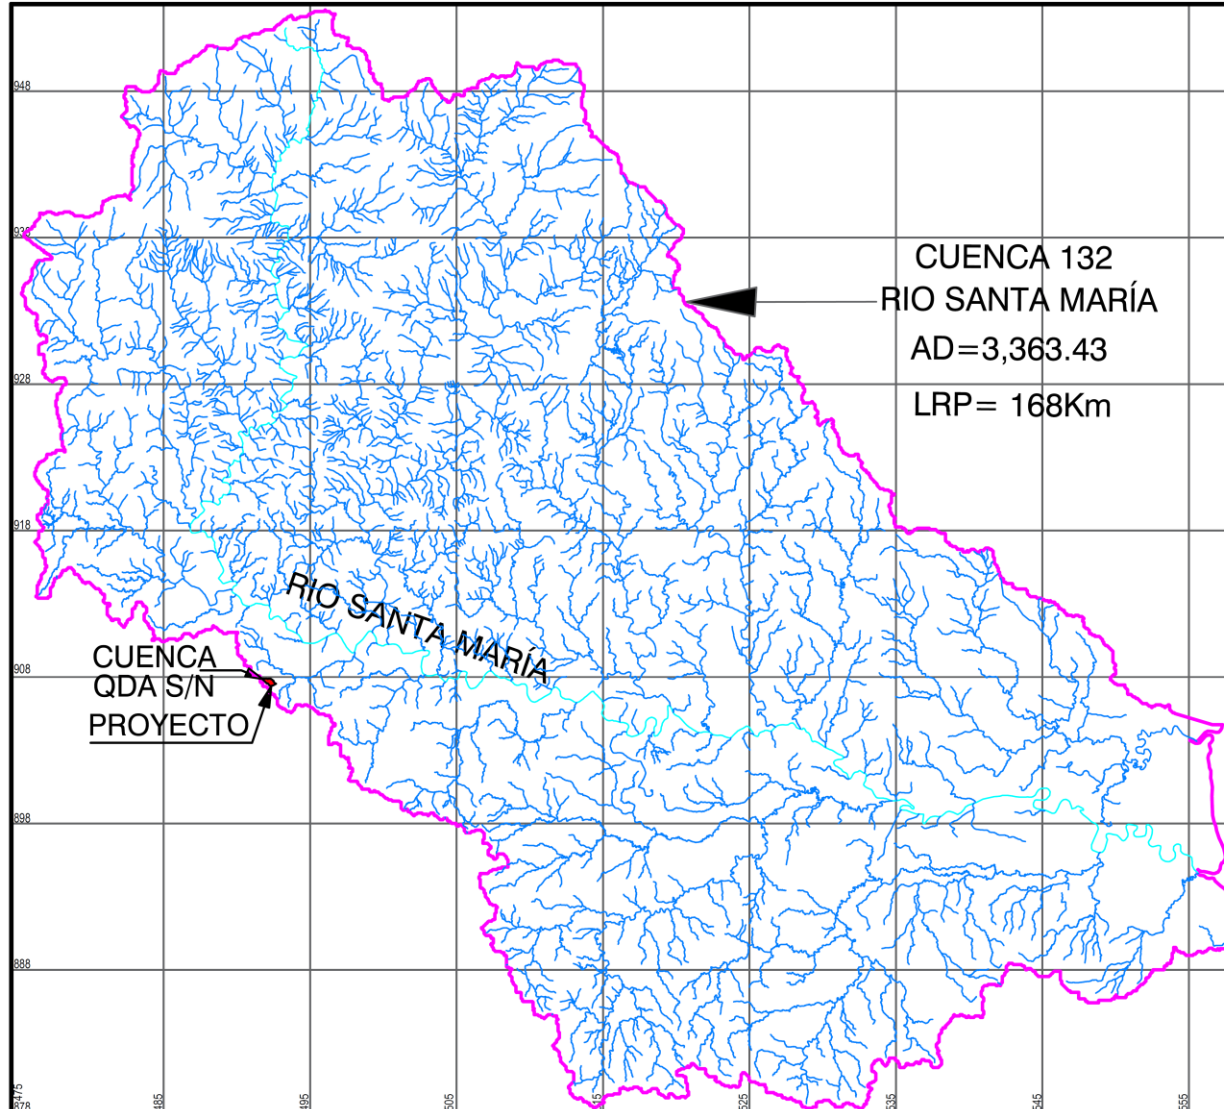 948
938
CUENCA 132
RIO SANTA MARÍA
AD=3,363.43
928
LRP= 168Km
918
RIO SANTA MARÍA
CUENCA
QDA S/N
908
PROYECTO
898
888
878
475
485
495
505
515
525
535
545
555